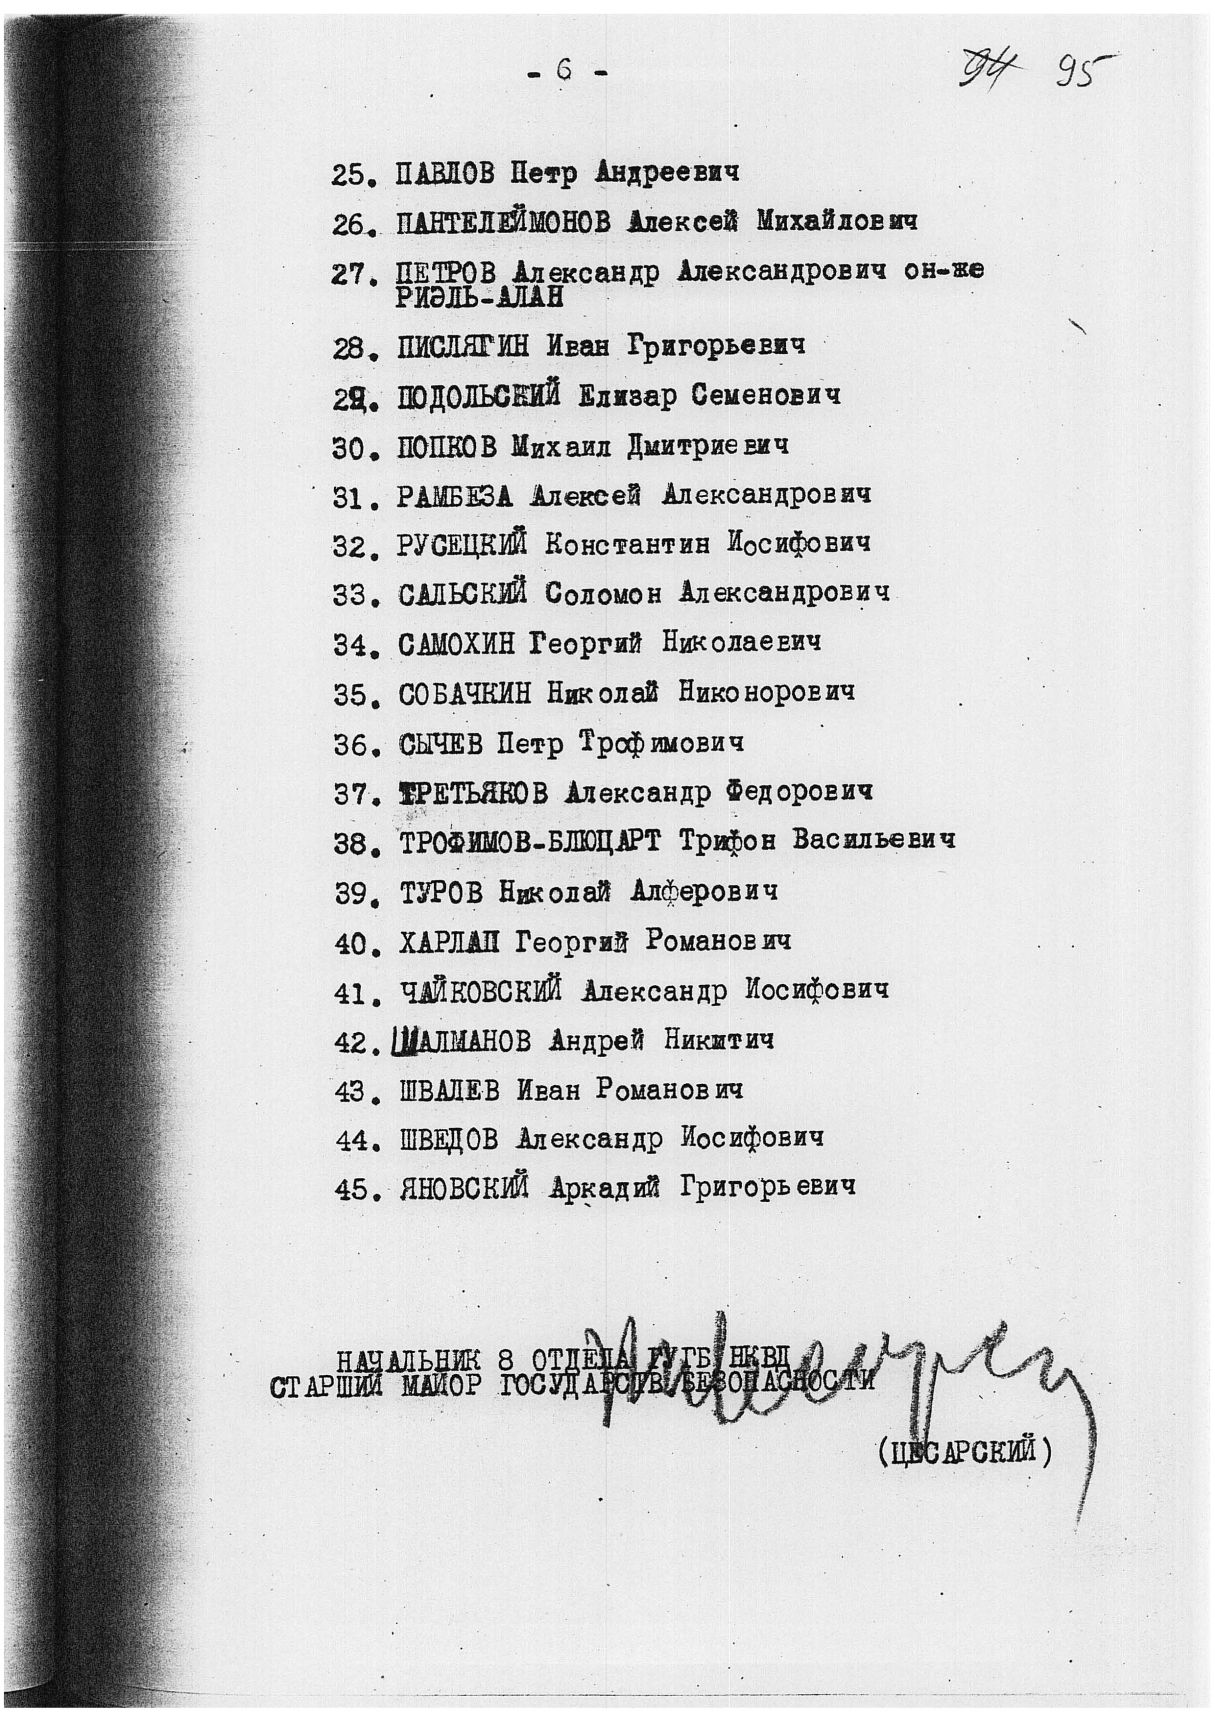 - 6 -
94 95
25. ПАВЛОВ Петр Андреевич
26. ПАНТЕЛЕЙМОНОВ Алексей Михайлович
27. ПЕТРОВ Александр Александрович он-же
РИЭЛЬ-АЛАН
28. ПИСЛЯГИН Иван Григорьевич
29. ПОДОЛЬСКИЙ Елизар Семенович
30. ПОПКОВ Михаил Дмитриевич
31. РАМБЕЗА Алексей Александрович
32. РУСЕЦКИЙ Константин Иосифович
33. САЛЬСКИЙ Соломон Александрович
34. САМОХИН Георгий Николаевич
35. СОБАЧКИН Николай Никонорович
36. СЫЧЕВ Петр Трофимович
37. ТРЕТЬЯКОВ Александр Федорович
38. ТРОФИМОВ-БЛЮЦАРТ Трифон Васильевич
39. ТУРОВ Николай Алферович
40. ХАРЛАП Георгий Романович
41. ЧАЙКОВСКИЙ Александр Иосифович
42. ШАЛМАНОВ Андрей Никитич
43. ШВАЛЕВ Иван Романович
44. ШВЕДОВ Александр Иосифович
45. ЯНОВСКИЙ Аркадий Григорьевич
НАЧАЛЬНИК 8 ОТДЕЛА ГУГБ НКВД
СТАРШИЙ МАЙОР ГОСУДАРСТВ.БЕЗОПАСНОСТИ
(ЦЕСАРСКИЙ)